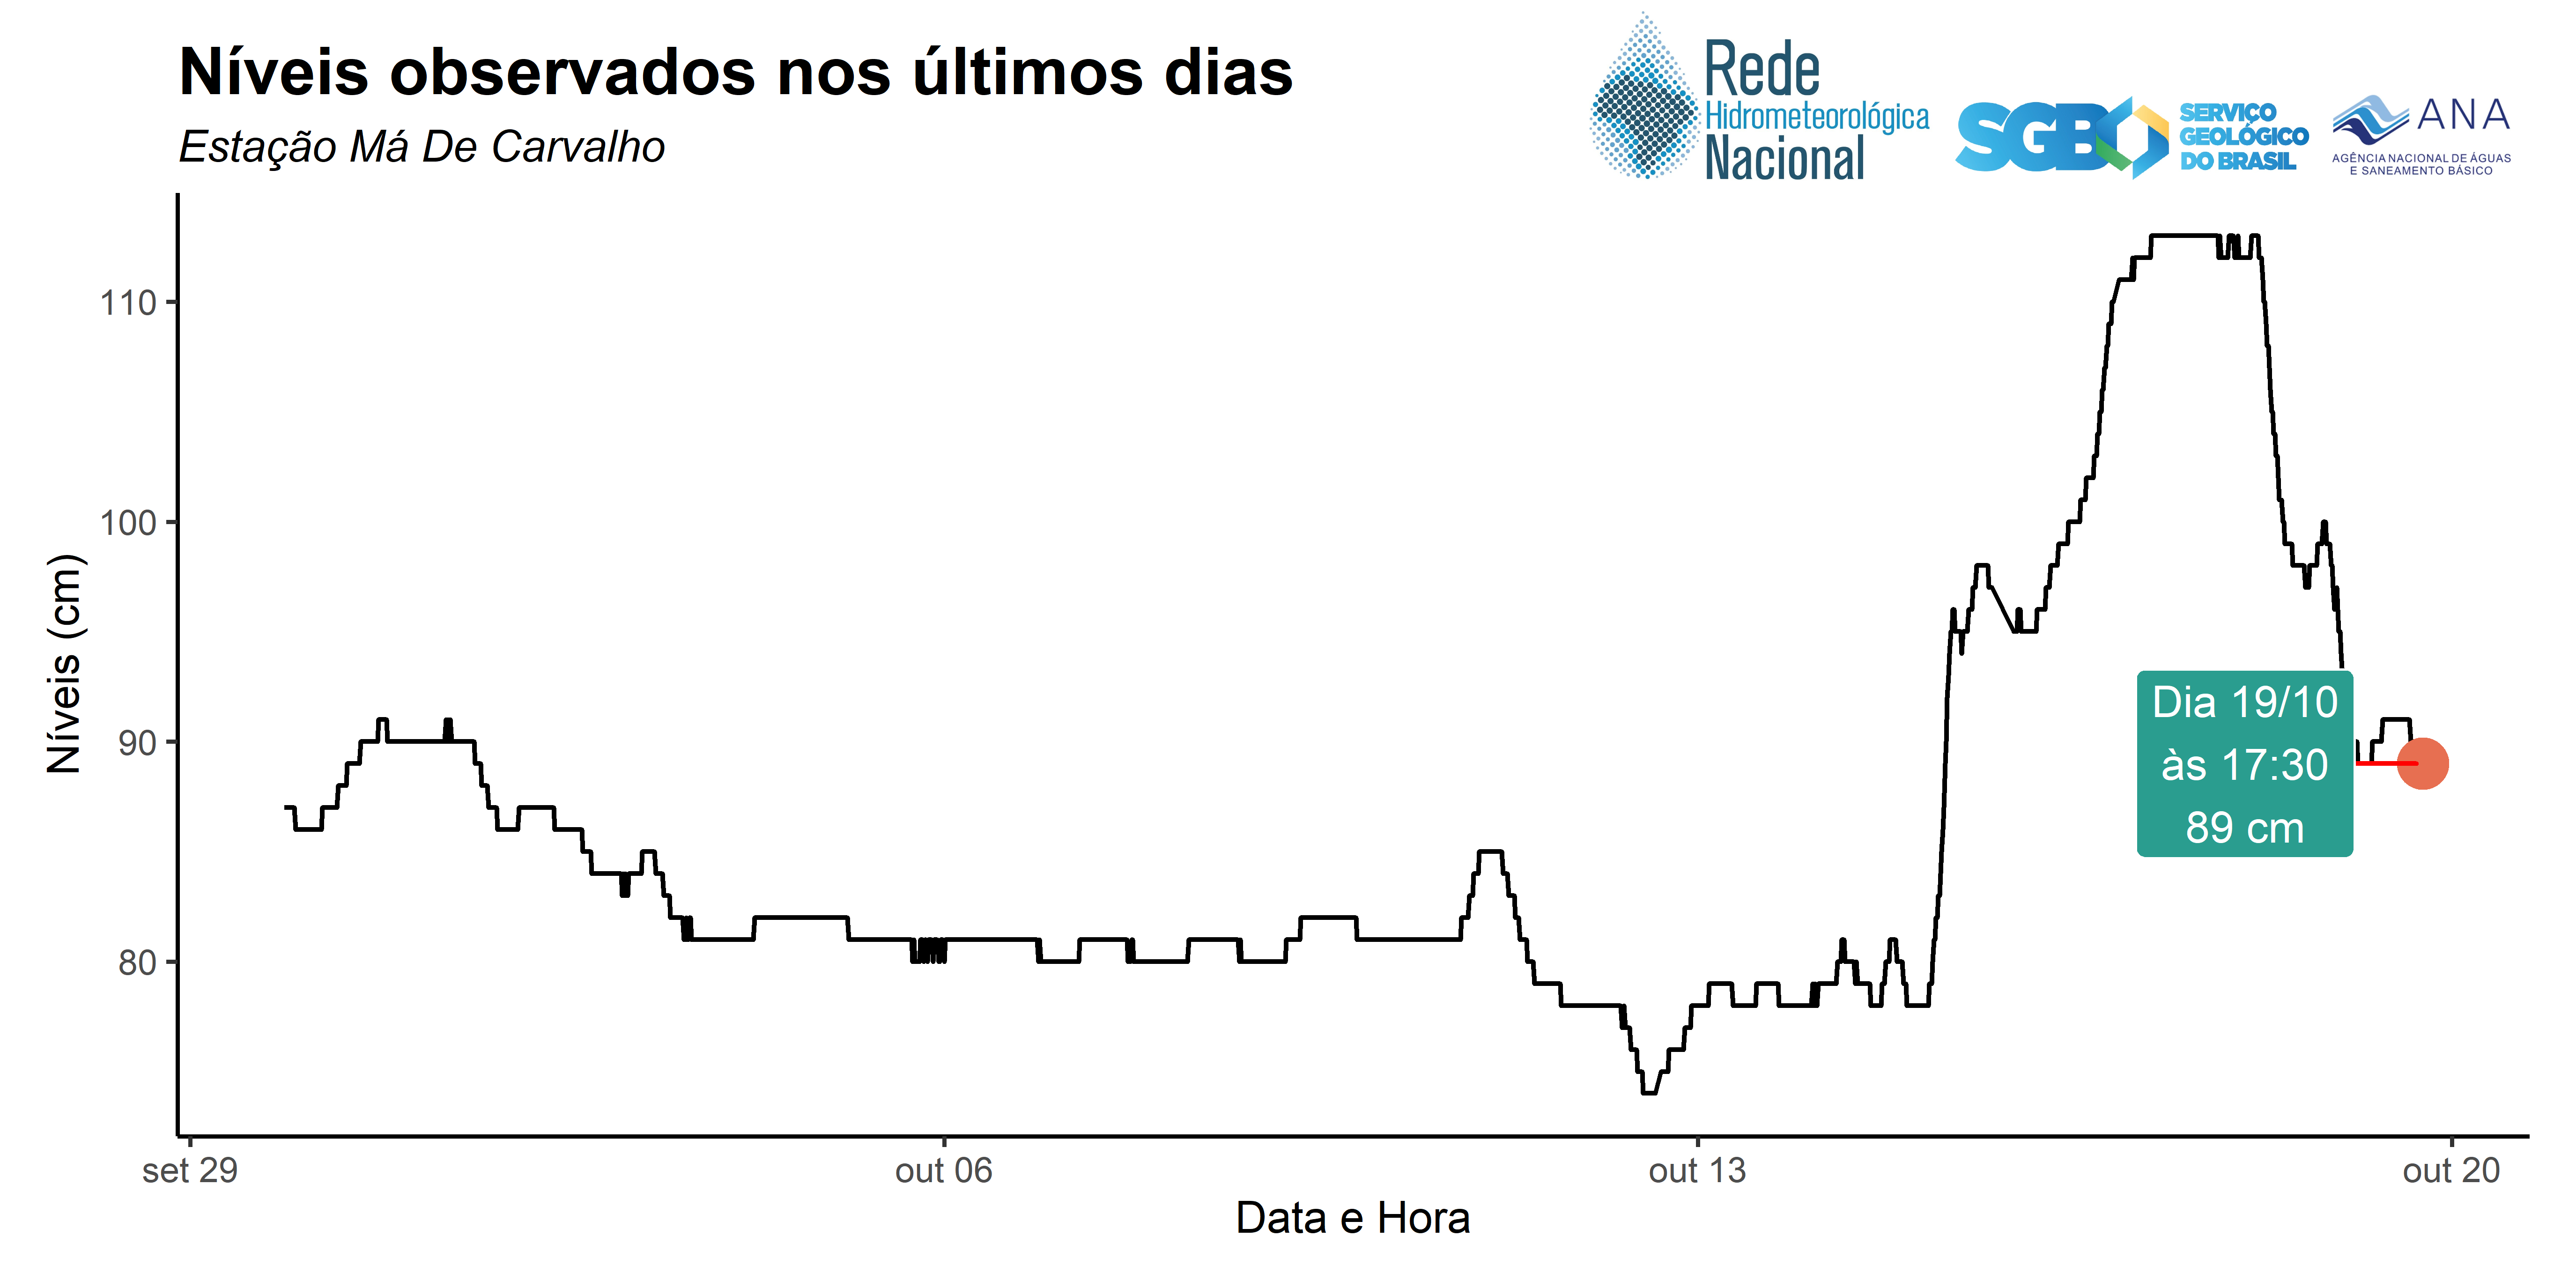 Níveis observados nos últimos dias
Estação Má De Carvalho
Rede
Hidrometeorológica
Nacional
SGB
SERVIÇO
GEOLÓGICO
DO BRASIL
ANA
AGÊNCIA NACIONAL DE ÁGUAS
E SANEAMENTO BÁSICO
Níveis (cm)
110
100
90
80
Dia 19/10
às 17:30
89 cm
set 29
out 06
out 13
out 20
Data e Hora